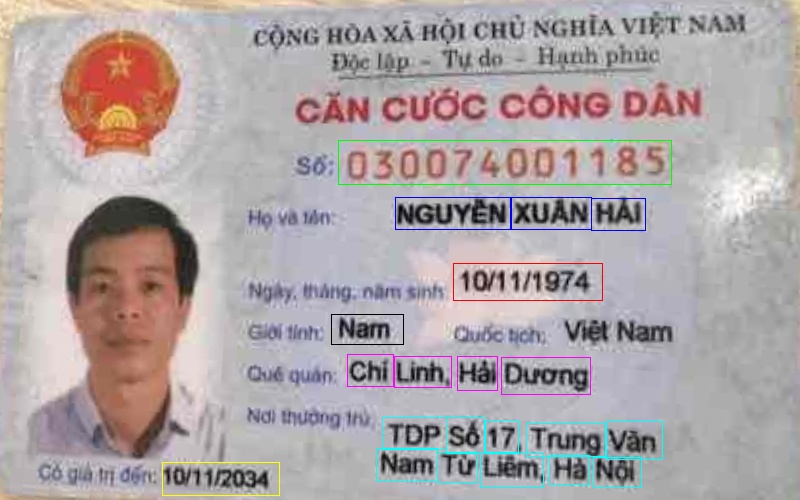 CỘNG HÒA XÃ HỘI CHỦ NGHĨA VIỆT NAM
Độc lập - Tự do - Hạnh phúc
CĂN CƯỚC CÔNG DÂN
Số: 030074001185
Họ và tên: NGUYỄN XUÂN HẢI
Ngày, tháng, năm sinh: 10/11/1974
Giới tính: Nam Quốc tịch: Việt Nam
Quê quán: Chí Linh, Hải Dương
Nơi thường trú: TDP Số 17, Trung Văn
Nam Từ Liêm, Hà Nội
Có giá trị đến: 10/11/2034